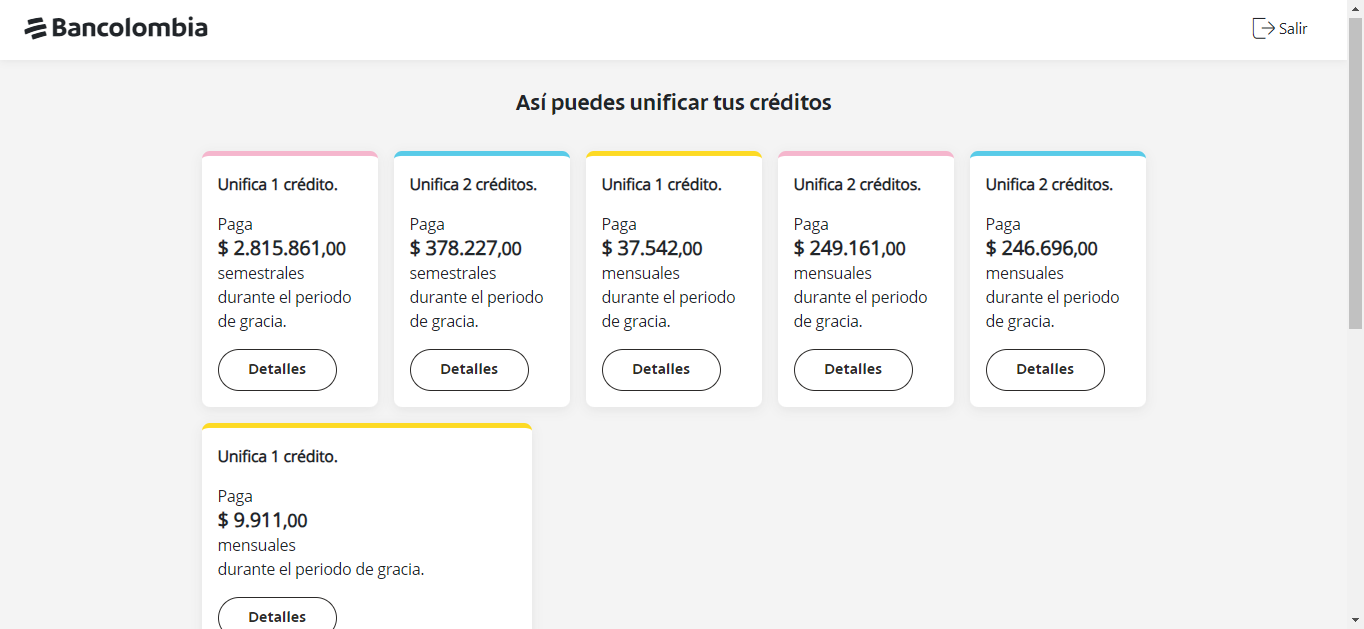 Bancolombia
Salir
Así puedes unificar tus créditos
Unifica 1 crédito.
Paga
$ 2.815.861,00
semestrales
durante el periodo
de gracia.
Detalles
Unifica 2 créditos.
Paga
$ 378.227,00
semestrales
durante el periodo
de gracia.
Detalles
Unifica 1 crédito.
Paga
$ 37.542,00
mensuales
durante el periodo
de gracia.
Detalles
Unifica 2 créditos.
Paga
$ 249.161,00
mensuales
durante el periodo
de gracia.
Detalles
Unifica 2 créditos.
Paga
$ 246.696,00
mensuales
durante el periodo
de gracia.
Detalles
Unifica 1 crédito.
Paga
$ 9.911,00
mensuales
durante el periodo de gracia.
Detalles